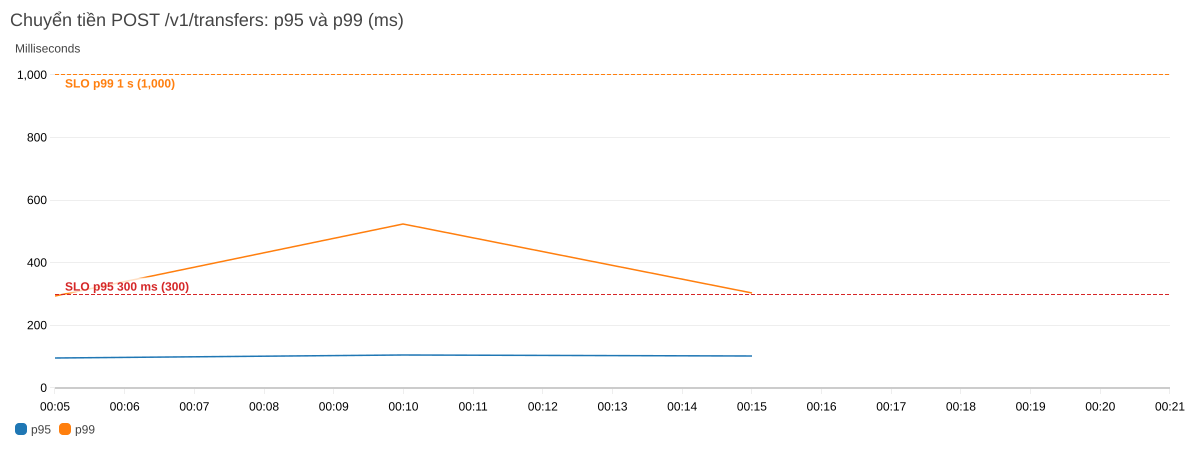 Chuyển tiền POST /v1/transfers: p95 và p99 (ms)
Milliseconds
1,000
SLO p99 1 s (1,000)
800
600
400
SLO p95 300 ms (300)
200
0
00:05 00:06 00:07 00:08 00:09 00:10 00:11 00:12 00:13 00:14 00:15 00:16 00:17 00:18 00:19 00:20 00:21
p95 p99